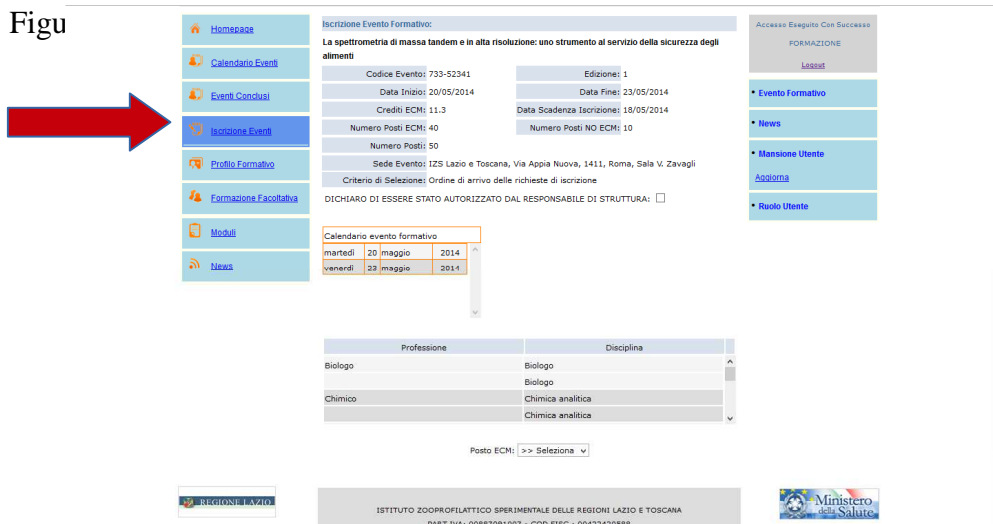 Figu
Homepage
Calendario Eventi
Eventi Conclusi
Iscrizione Eventi
Profilo Formativo
Formazione Facoltativa
Moduli
News
Iscrizione Evento Formativo:
La spettrometria di massa tandem e in alta risoluzione: uno strumento al servizio della sicurezza degli
alimenti
Codice Evento: 733-52341 Edizione: 1
Data Inizio: 20/05/2014 Data Fine: 23/05/2014
Crediti ECM: 11.3 Data Scadenza Iscrizione: 18/05/2014
Numero Posti ECM: 40 Numero Posti NO ECM: 10
Numero Posti: 50
Sede Evento: IZS Lazio e Toscana, Via Appia Nuova, 1411, Roma, Sala V. Zavagli
Criterio di Selezione: Ordine di arrivo delle richieste di iscrizione
DICHIARO DI ESSERE STATO AUTORIZZATO DAL RESPONSABILE DI STRUTTURA:
Calendario evento formativo
martedì 20 maggio 2014
venerdì 23 maggio 2014
Professione Disciplina
Biologo Biologo
Biologo
Chimico Chimica analitica
Chimica analitica
Posto ECM: >> Seleziona
Accesso Eseguito Con Successo
FORMAZIONE
Logout
• Evento Formativo
• News
• Mansione Utente
Aggiorna
• Ruolo Utente
REGIONE LAZIO
ISTITUTO ZOOPROFILATTICO SPERIMENTALE DELLE REGIONI LAZIO E TOSCANA
Ministero
della Salute